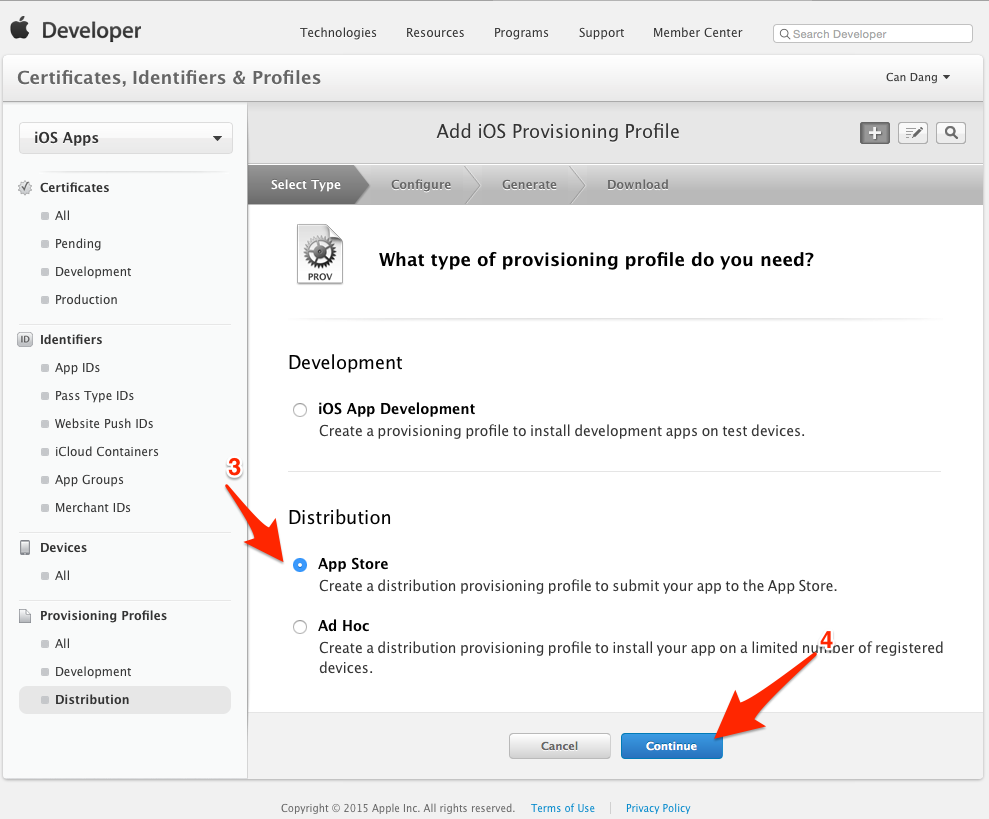 Developer
Technologies Resources Programs Support Member Center Search Developer
Certificates, Identifiers & Profiles
Can Dang
iOS Apps
Certificates
All
Pending
Development
Production
ID Identifiers
App IDs
Pass Type IDs
Website Push IDs
iCloud Containers
App Groups
Merchant IDs
Devices
All
Provisioning Profiles
All
Development
Distribution
Add iOS Provisioning Profile
Select Type Configure Generate Download
PROV
What type of provisioning profile do you need?
Development
iOS App Development
Create a provisioning profile to install development apps on test devices.
3
Distribution
App Store
Create a distribution provisioning profile to submit your app to the App Store.
Ad Hoc
4
Create a distribution provisioning profile to install your app on a limited number of registered
devices.
Cancel Continue
Copyright © 2015 Apple Inc. All rights reserved. Terms of Use Privacy Policy